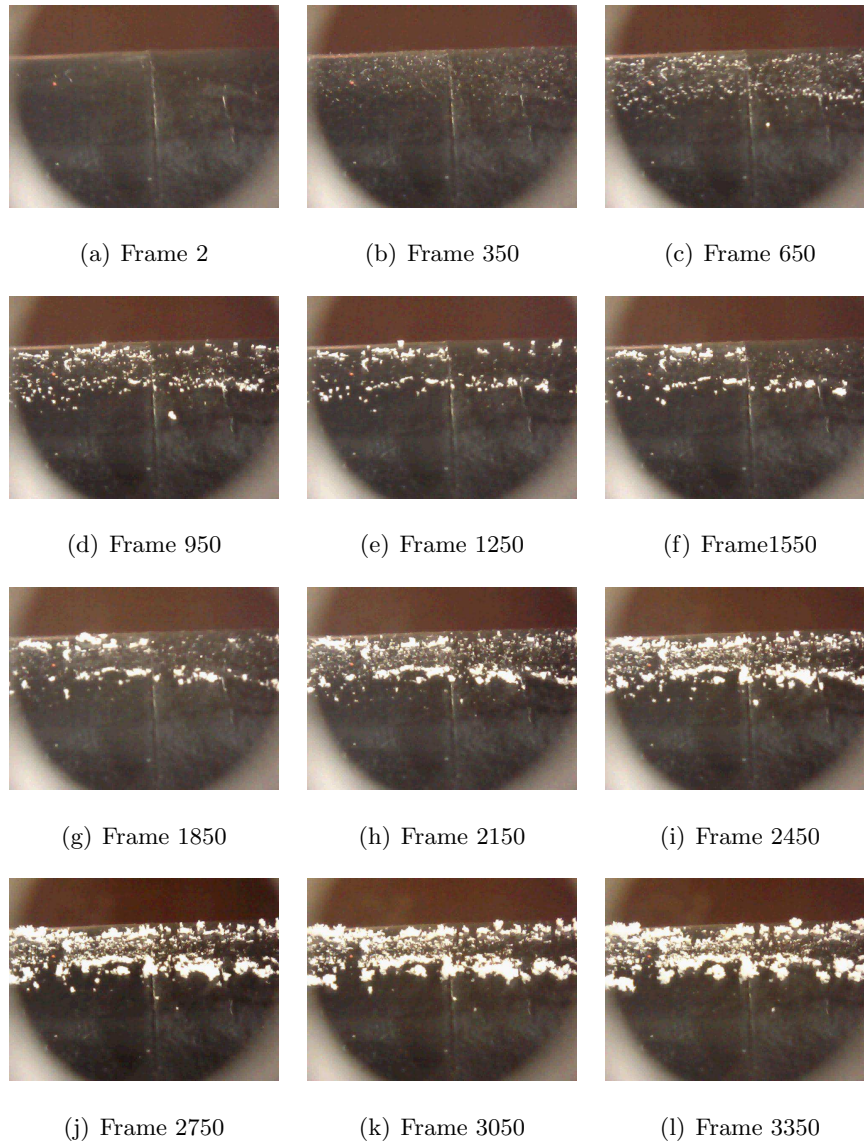 (a) Frame 2
(b) Frame 350
(c) Frame 650
(d) Frame 950
(e) Frame 1250
(f) Frame1550
(g) Frame 1850
(h) Frame 2150
(i) Frame 2450
(j) Frame 2750
(k) Frame 3050
(l) Frame 3350